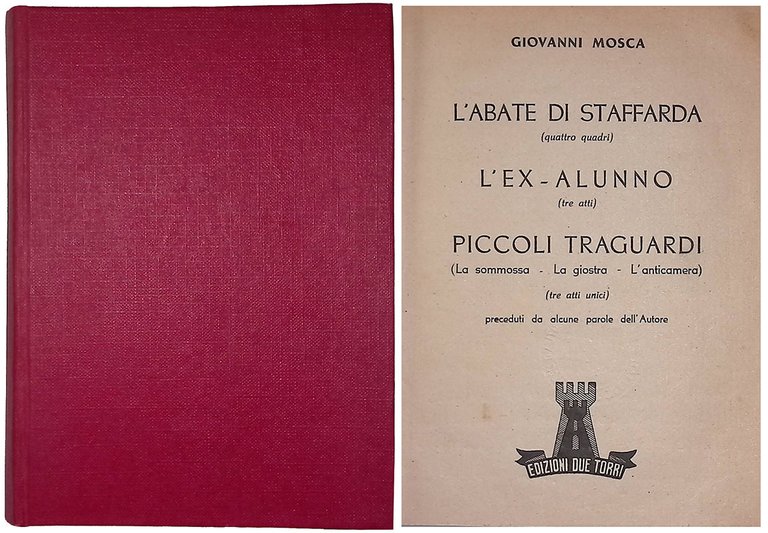 GIOVANNI MOSCA
L'ABATE DI STAFFARDA
(quattro quadri)
L'EX - ALUNNO
(tre atti)
PICCOLI TRAGUARDI
(La sommossa - La giostra - L'anticamera)
(tre atti unici)
preceduti da alcune parole dell'Autore
EDIZIONI DUE TORRI